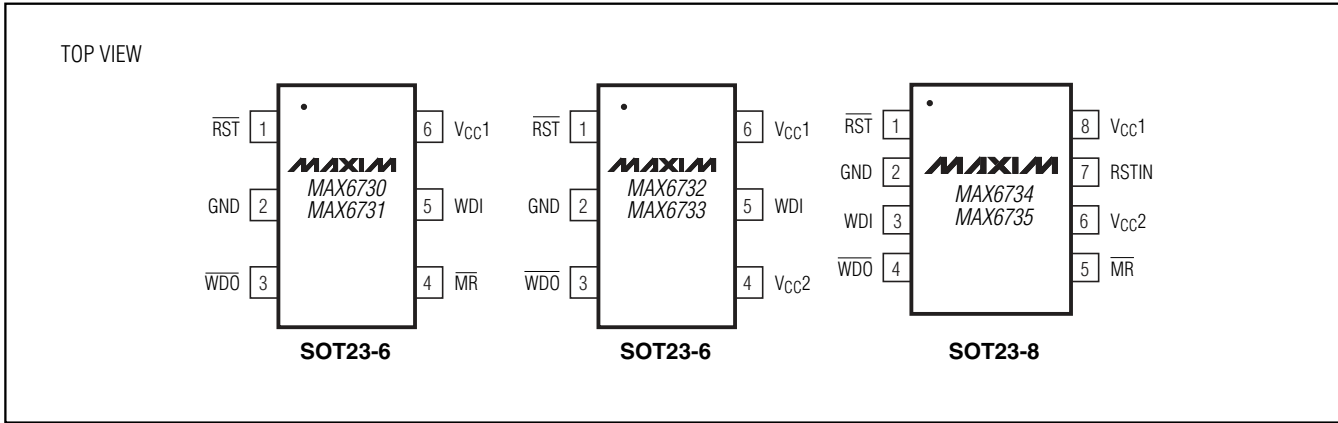 TOP VIEW
RST 1
GND 2
WDO 3
6 VCC1
5 WDI
4 MR
MAXIM
MAX6730
MAX6731
SOT23-6
RST 1
GND 2
WDO 3
6 VCC1
5 WDI
4 VCC2
MAXIM
MAX6732
MAX6733
SOT23-6
RST 1
GND 2
WDI 3
WDO 4
8 VCC1
7 RSTIN
6 VCC2
5 MR
MAXIM
MAX6734
MAX6735
SOT23-8